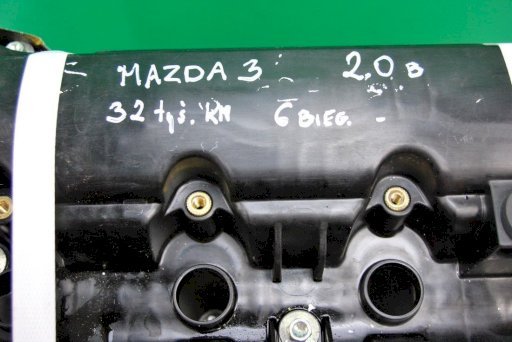 MAZDA 3 2.0 B
32 tyś. KM 6 BIEG. -